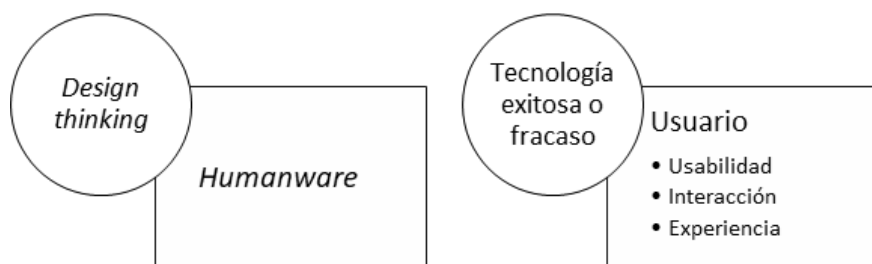 Design
thinking
Humanware
Tecnología
exitosa o
fracaso
Usuario
• Usabilidad
• Interacción
• Experiencia